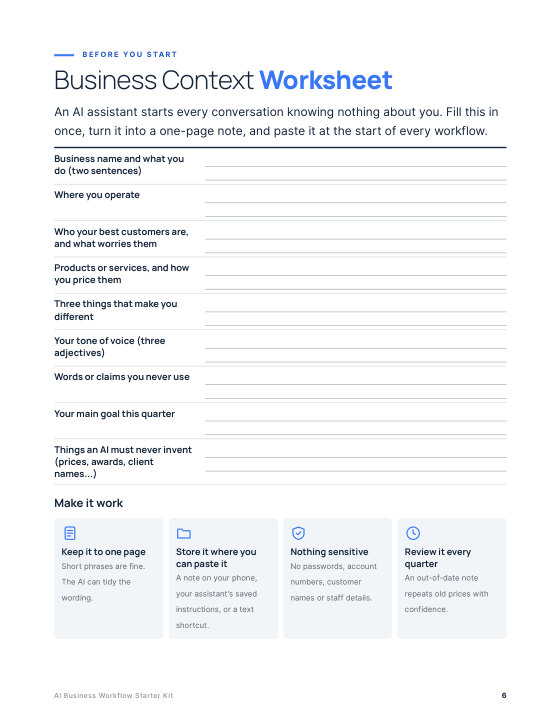 BEFORE YOU START
Business Context Worksheet
An AI assistant starts every conversation knowing nothing about you. Fill this in
once, turn it into a one-page note, and paste it at the start of every workflow.
Business name and what you
do (two sentences)
Where you operate
Who your best customers are,
and what worries them
Products or services, and how
you price them
Three things that make you
different
Your tone of voice (three
adjectives)
Words or claims you never use
Your main goal this quarter
Things an AI must never invent
(prices, awards, client
names...)
Make it work
Keep it to one page
Short phrases are fine.
The AI can tidy the
wording.
Store it where you
can paste it
A note on your phone,
your assistant's saved
instructions, or a text
shortcut.
Nothing sensitive
No passwords, account
numbers, customer
names or staff details.
Review it every
quarter
An out-of-date note
repeats old prices with
confidence.
AI Business Workflow Starter Kit
6